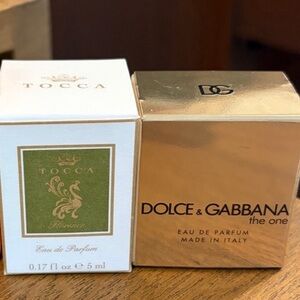 TOCCA
TOCCA
Florence
Eau de Parfum
0.17 fl oz e 5 ml
DG
DOLCE & GABBANA
the one
EAU DE PARFUM
MADE IN ITALY